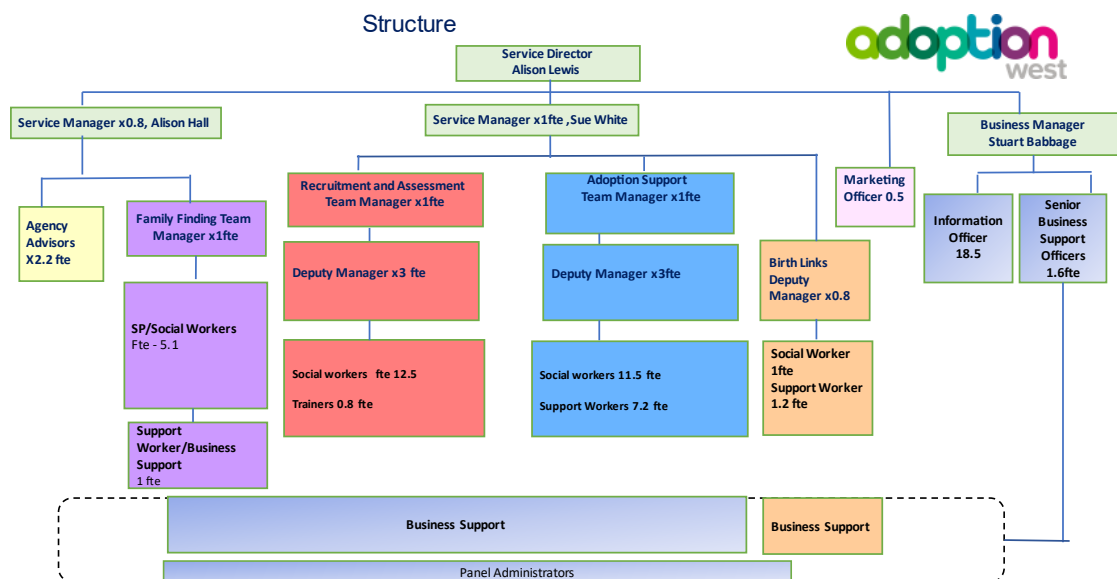 Structure
adoption
west
Service Director
Alison Lewis
Service Manager x0.8, Alison Hall
Service Manager x1fte ,Sue White
Business Manager
Stuart Babbage
Agency
Advisors
X2.2 fte
Family Finding Team
Manager x1fte
Recruitment and Assessment
Team Manager x1fte
Adoption Support
Team Manager x1fte
Marketing
Officer 0.5
Information
Officer
18.5
Senior
Business
Support
Officers
1.6fte
Deputy Manager x3 fte
Deputy Manager x3fte
Birth Links
Deputy
Manager x0.8
SP/Social Workers
Fte - 5.1
Social workers fte 12.5
Trainers 0.8 fte
Social workers 11.5 fte
Support Workers 7.2 fte
Social Worker
1fte
Support Worker
1.2 fte
Support
Worker/Business
Support
1 fte
Business Support
Business Support
Panel Administrators